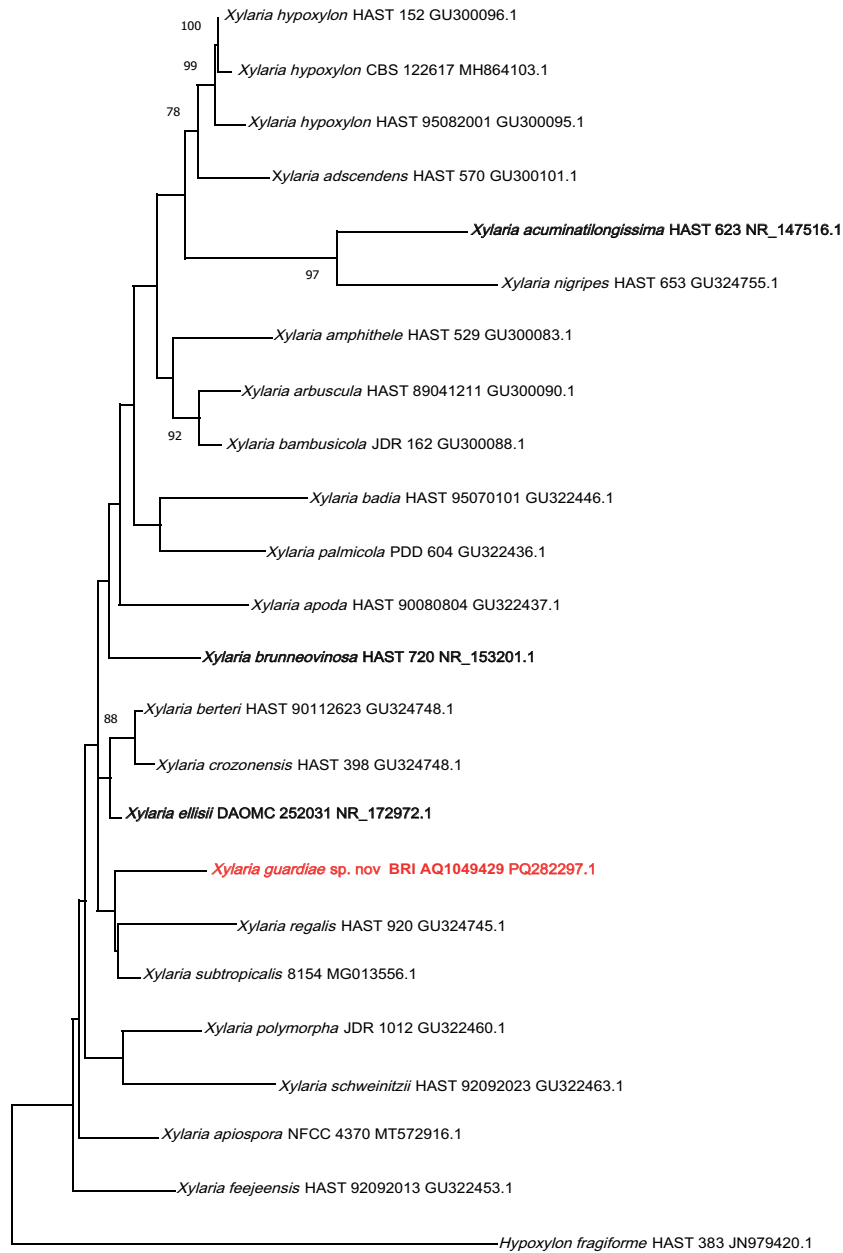 Xylaria hypoxylon HAST 152 GU300096.1
100
99
Xylaria hypoxylon CBS 122617 MH864103.1
78
Xylaria hypoxylon HAST 95082001 GU300095.1
Xylaria adscendens HAST 570 GU300101.1
Xylaria acuminatilongissima HAST 623 NR_147516.1
97
Xylaria nigripes HAST 653 GU324755.1
Xylaria amphithele HAST 529 GU300083.1
Xylaria arbuscula HAST 89041211 GU300090.1
92
Xylaria bambusicola JDR 162 GU300088.1
Xylaria badia HAST 95070101 GU322446.1
Xylaria palmicola PDD 604 GU322436.1
Xylaria apoda HAST 90080804 GU322437.1
Xylaria brunneovinosa HAST 720 NR_153201.1
88
Xylaria berteri HAST 90112623 GU324748.1
Xylaria crozonensis HAST 398 GU324748.1
Xylaria ellisii DAOMC 252031 NR_172972.1
Xylaria guardiae sp. nov BRI AQ1049429 PQ282297.1
Xylaria regalis HAST 920 GU324745.1
Xylaria subtropicalis 8154 MG013556.1
Xylaria polymorpha JDR 1012 GU322460.1
Xylaria schweinitzii HAST 92092023 GU322463.1
Xylaria apiospora NFCC 4370 MT572916.1
Xylaria feejeensis HAST 92092013 GU322453.1
Hypoxylon fragiforme HAST 383 JN979420.1